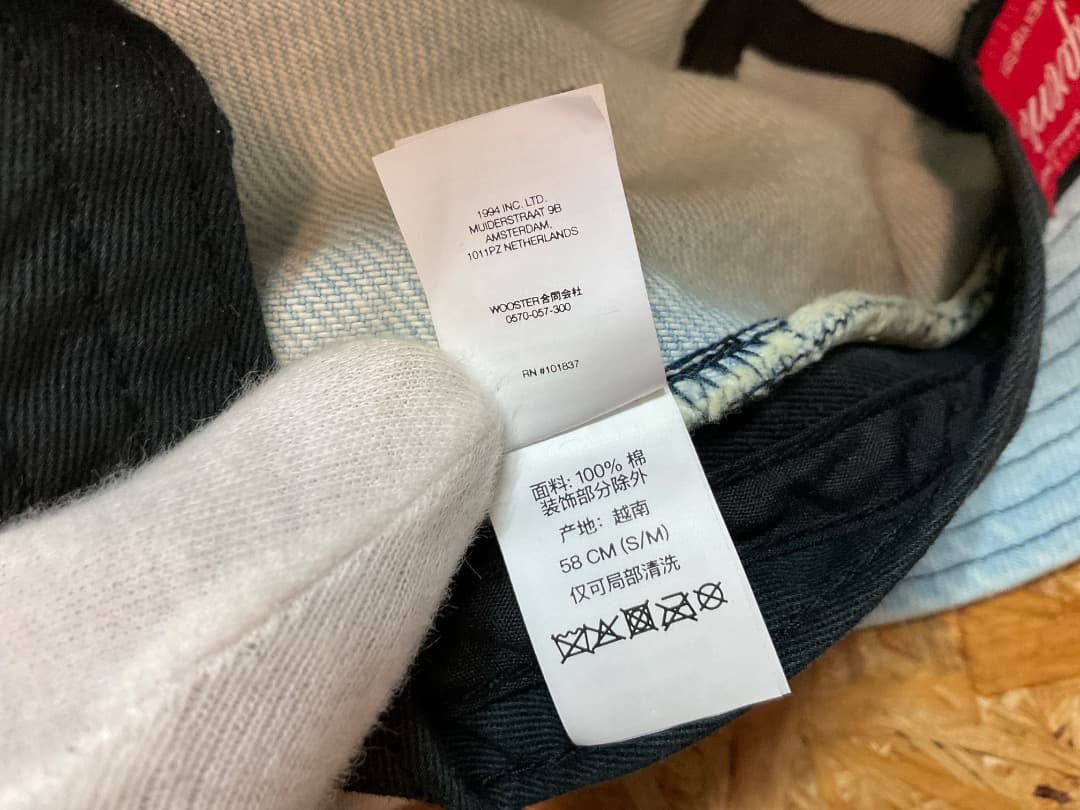 1994 INC. LTD.
MUIDERSTRAAT 9B
AMSTERDAM,
1011PZ NETHERLANDS
WOOSTER合同会社
0570-057-300
RN #101837
面料: 100% 棉
装饰部分除外
产地: 越南
58 CM (S/M)
仅可局部清洗